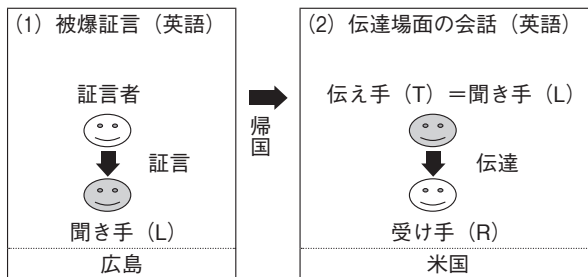 (1) 被爆証言（英語）
証言者
証言
聞き手（L）
広島
帰国
(2) 伝達場面の会話（英語）
伝え手（T）＝聞き手（L）
伝達
受け手（R）
米国